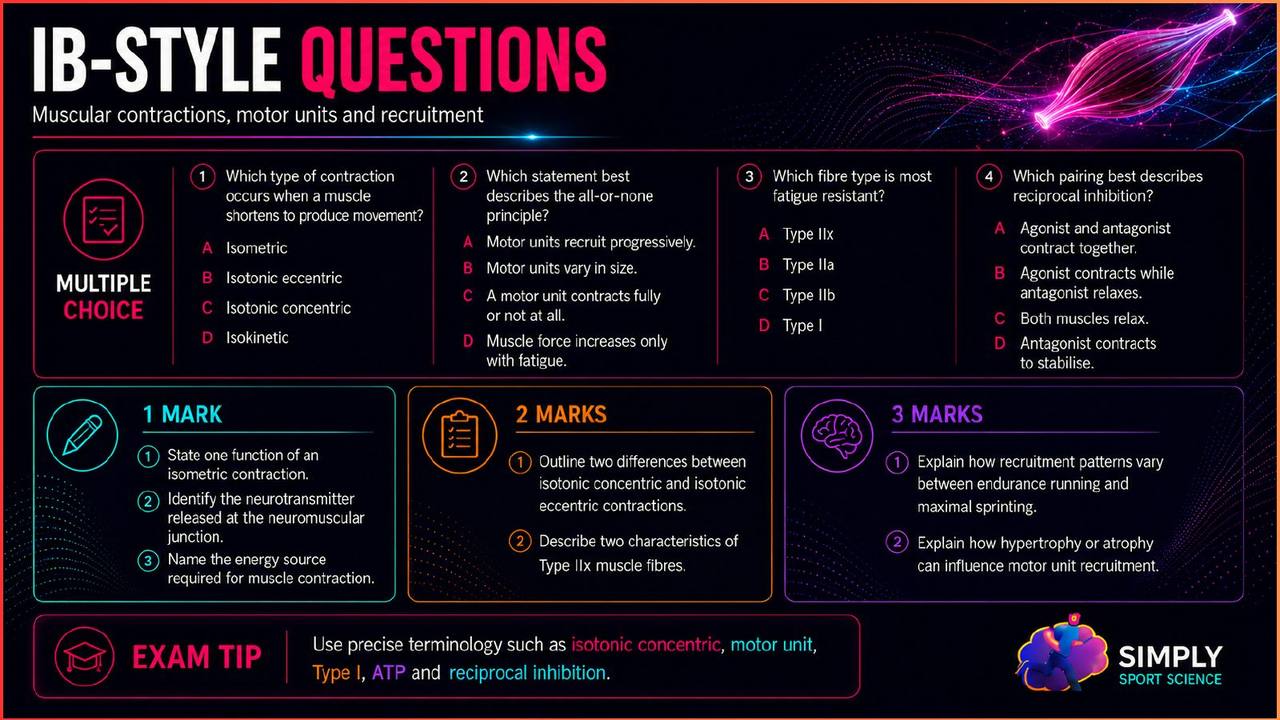 IB-STYLE QUESTIONS
Muscular contractions, motor units and recruitment
MULTIPLE
CHOICE
1 Which type of contraction
occurs when a muscle
shortens to produce movement?
A Isometric
B Isotonic eccentric
C Isotonic concentric
D Isokinetic
2 Which statement best
describes the all-or-none
principle?
A Motor units recruit progressively.
B Motor units vary in size.
C A motor unit contracts fully
or not at all.
D Muscle force increases only
with fatigue.
3 Which fibre type is most
fatigue resistant?
A Type IIx
B Type IIa
C Type IIb
D Type I
4 Which pairing best describes
reciprocal inhibition?
A Agonist and antagonist
contract together.
B Agonist contracts while
antagonist relaxes.
C Both muscles relax.
D Antagonist contracts
to stabilise.
1 MARK
1 State one function of an
isometric contraction.
2 Identify the neurotransmitter
released at the neuromuscular
junction.
3 Name the energy source
required for muscle contraction.
2 MARKS
1 Outline two differences between
isotonic concentric and isotonic
eccentric contractions.
2 Describe two characteristics of
Type IIx muscle fibres.
3 MARKS
1 Explain how recruitment patterns vary
between endurance running and
maximal sprinting.
2 Explain how hypertrophy or atrophy
can influence motor unit recruitment.
EXAM TIP
Use precise terminology such as isotonic concentric, motor unit,
Type I, ATP and reciprocal inhibition.
SIMPLY
SPORT SCIENCE